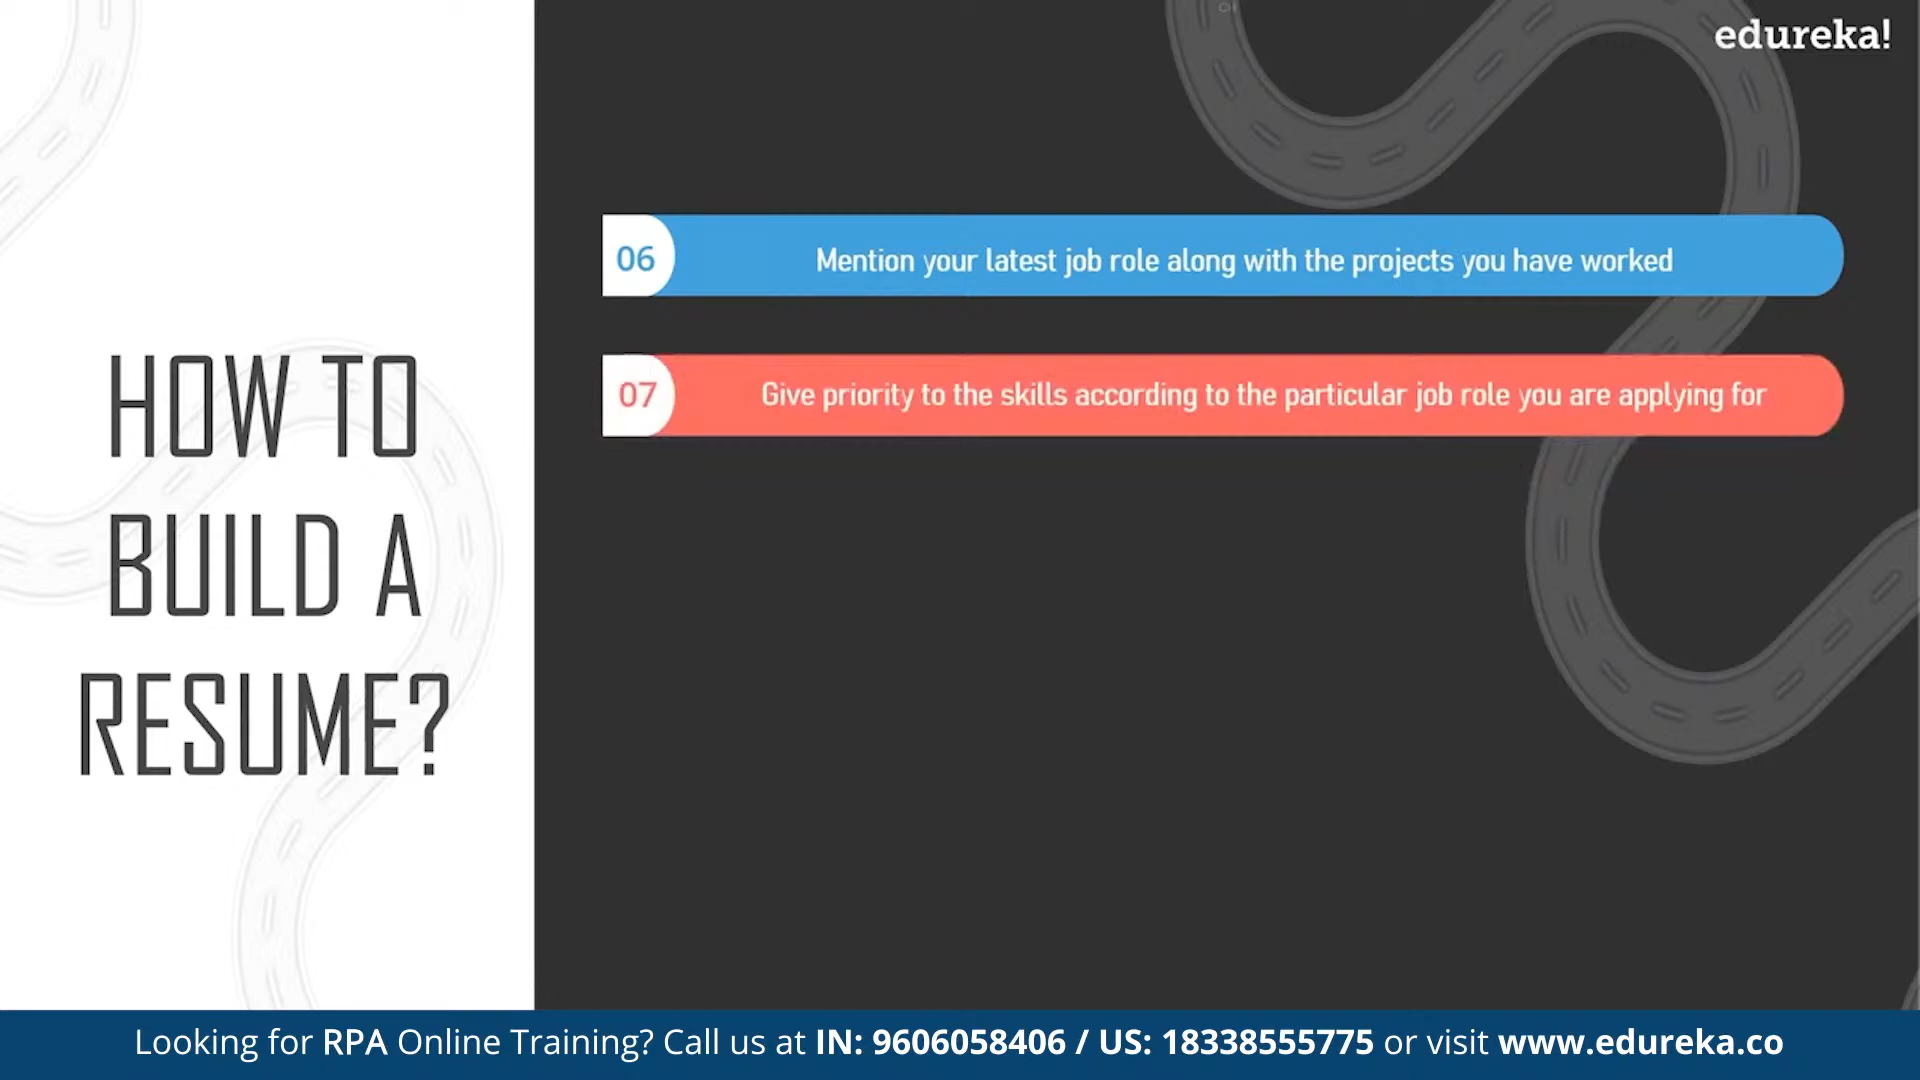 edureka!
HOW TO
BUILD A
RESUME?
06 Mention your latest job role along with the projects you have worked
07 Give priority to the skills according to the particular job role you are applying for
Looking for RPA Online Training? Call us at IN: 9606058406 / US: 18338555775 or visit www.edureka.co